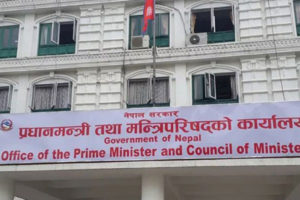 नेपाल सरकार
प्रधानमन्त्री तथा मन्त्रिपरिषद्को कार्यालय
Government of Nepal
Office of the Prime Minister and Council of Ministe